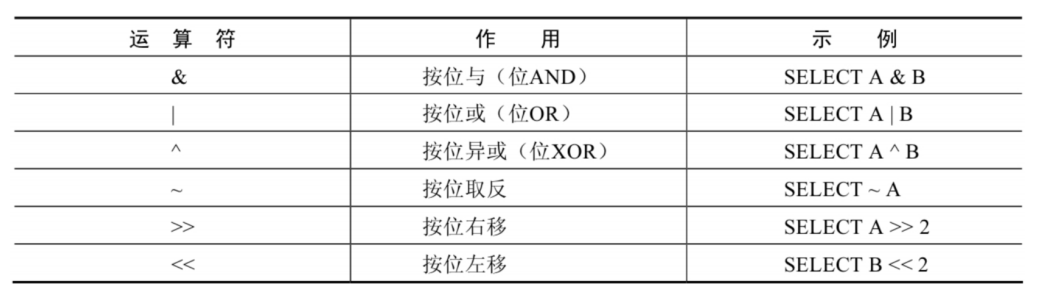 运 算 符 作 用 示 例
& 按位与（位AND） SELECT A & B
| 按位或（位OR） SELECT A | B
^ 按位异或（位XOR） SELECT A ^ B
~ 按位取反 SELECT ~ A
>> 按位右移 SELECT A >> 2
<< 按位左移 SELECT B << 2